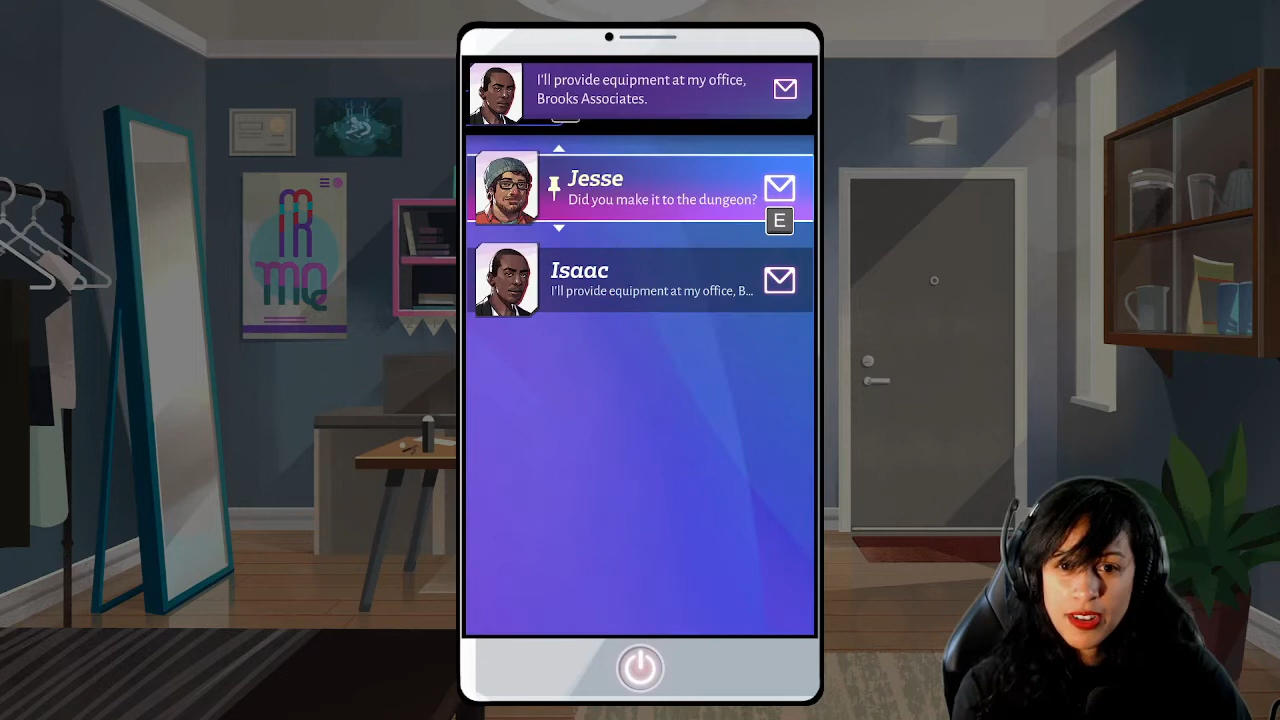 I'll provide equipment at my office,
Brooks Associates.
Jesse
Did you make it to the dungeon?
E
Isaac
I'll provide equipment at my office, B...